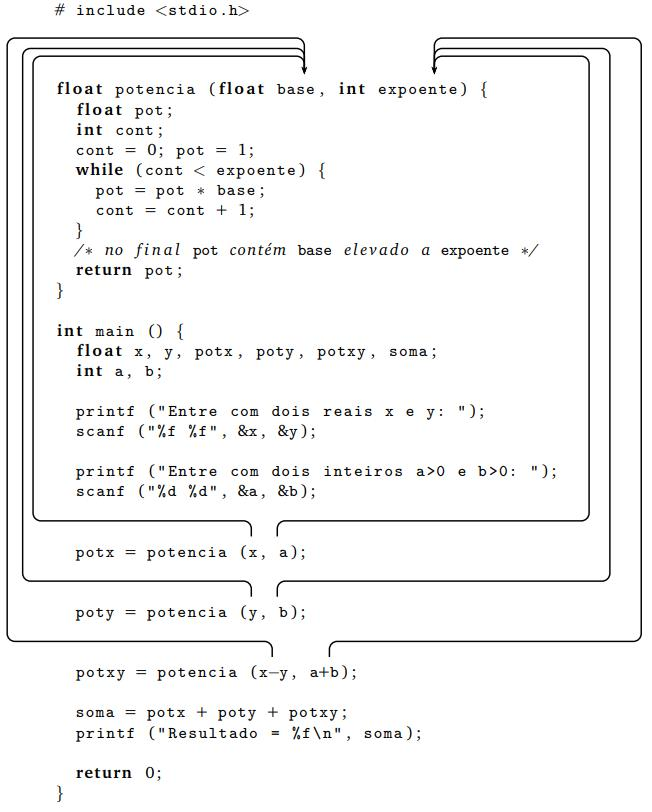 # include <stdio.h>
float potencia (float base, int expoente) {
float pot;
int cont;
cont = 0; pot = 1;
while (cont < expoente) {
pot = pot * base;
cont = cont + 1;
}
/* no final pot contém base elevado a expoente */
return pot;
}
int main () {
float x, y, potx, poty, potxy, soma;
int a, b;
printf ("Entre com dois reais x e y: ");
scanf ("%f %f", &x, &y);
printf ("Entre com dois inteiros a>0 e b>0: ");
scanf ("%d %d", &a, &b);
potx = potencia (x, a);
poty = potencia (y, b);
potxy = potencia (x−y, a+b);
soma = potx + poty + potxy;
printf ("Resultado = %f\n", soma);
return 0;
}